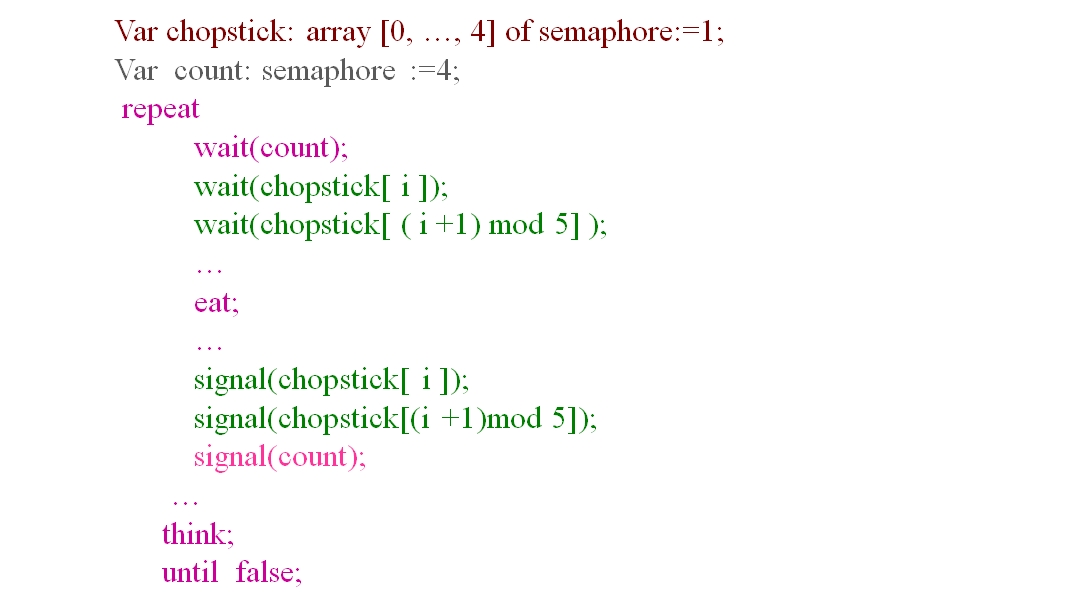 Var chopstick: array [0, …, 4] of semaphore:=1;
Var count: semaphore :=4;
repeat
wait(count);
wait(chopstick[ i ]);
wait(chopstick[ ( i +1) mod 5] );
…
eat;
…
signal(chopstick[ i ]);
signal(chopstick[(i +1)mod 5]);
signal(count);
…
think;
until false;